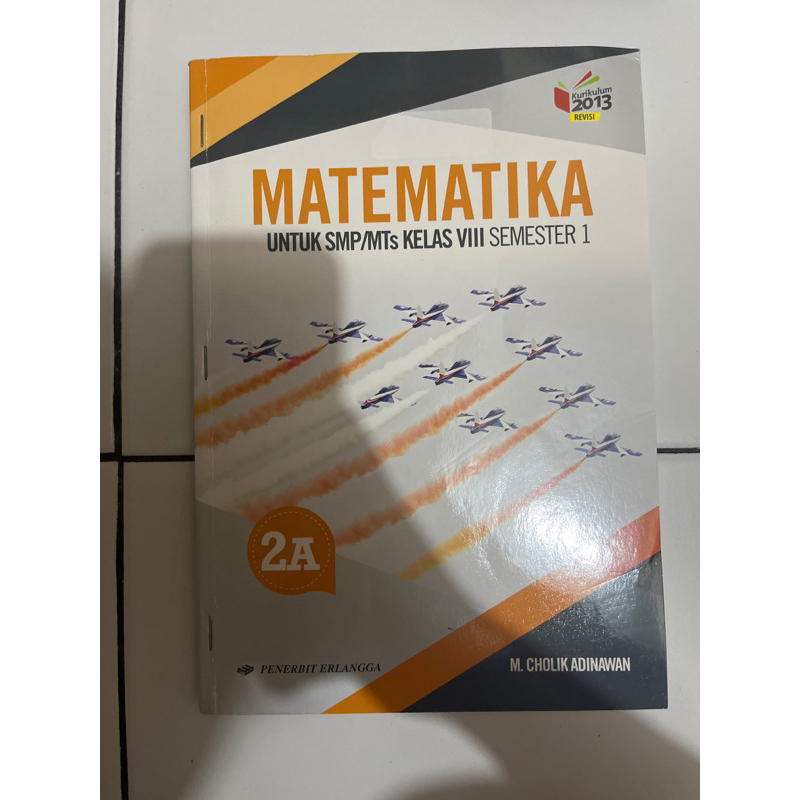 Kurikulum
2013
REVISI
MATEMATIKA
UNTUK SMP/MTs KELAS VIII SEMESTER 1
2A
PENERBIT ERLANGGA
M. CHOLIK ADINAWAN